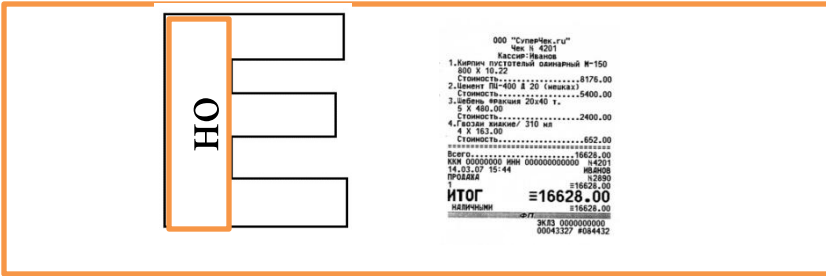 НО
ООО "СуперЧек.ru"
Чек N 4201
Кассир:Иванов
1.Кирпич пустотелый одинарный М-150
800 X 10.22
Стоимость..............8176.00
2.Цемент ПЦ-400 Д 20 (мешках)
Стоимость..............5400.00
3.Щебень фракция 20х40 т.
5 X 480.00
Стоимость..............2400.00
4.Гвозди жидкие/ 310 мл
4 X 163.00
Стоимость...............652.00
Всего..................16628.00
ККМ 00000000 ИНН 000000000000 №4201
14.03.07 15:44 ИВАНОВ
ПРОДАЖА №2890
1 ≡16628.00
ИТОГ ≡16628.00
НАЛИЧНЫМИ ≡16628.00
ФП
ЭКЛЗ 0000000000
00043327 #084432